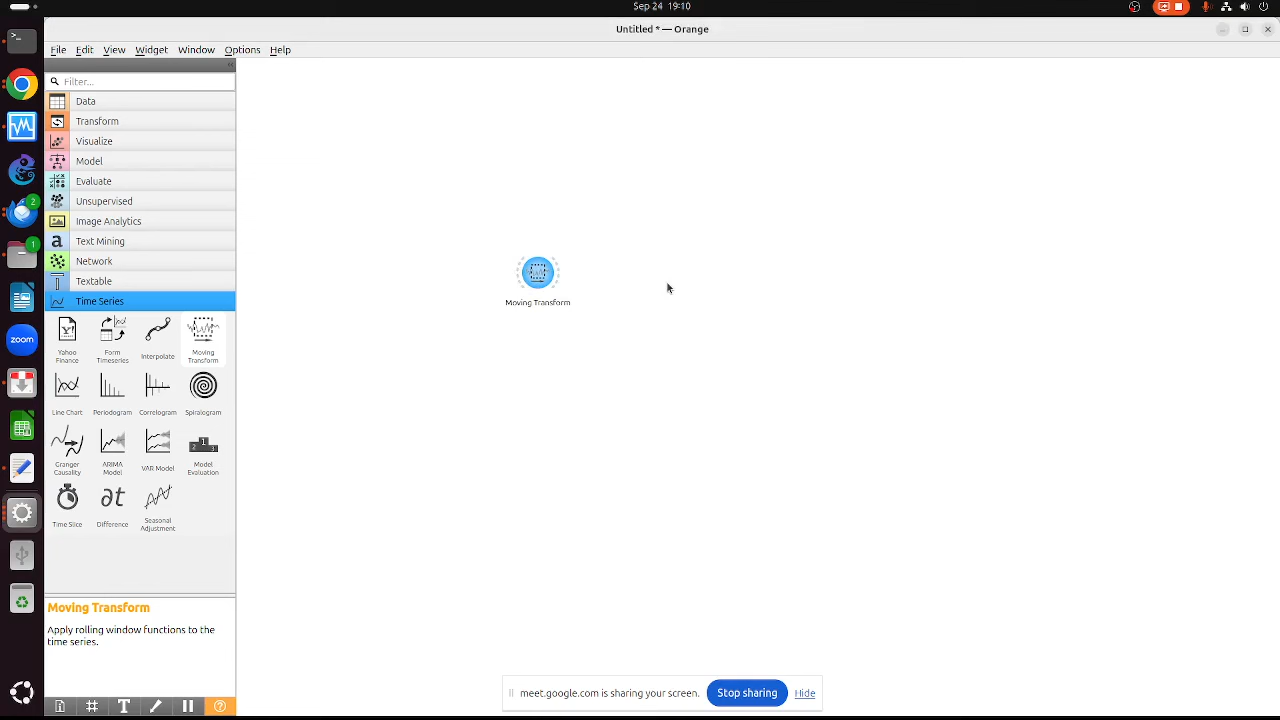 Sep 24 19:10
Untitled * — Orange
File Edit View Widget Window Options Help
Filter...
Data
Transform
Visualize
Model
Evaluate
Unsupervised
Image Analytics
a Text Mining
Network
Textable
Time Series
Yahoo Finance
Form Timeseries
Interpolate
Moving Transform
Line Chart
Periodogram
Correlogram
Spiralogram
Granger Causality
ARIMA Model
VAR Model
Model Evaluation
Time Slice
Difference
Seasonal Adjustment
Moving Transform
Moving Transform
Apply rolling window functions to the
time series.
meet.google.com is sharing your screen. Stop sharing Hide
zoom
2
1